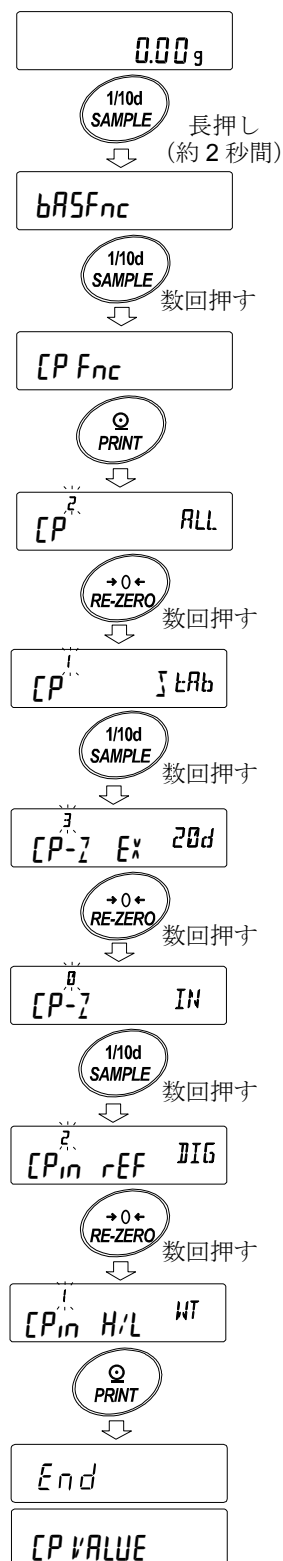 0.00 g
1/10d
SAMPLE
長押し
(約 2 秒間)
bASFnc
1/10d
SAMPLE
数回押す
CP Fnc
PRINT
2
CP ALL
→0←
RE-ZERO
数回押す
1
CP StAb
1/10d
SAMPLE
数回押す
3
CP-Z Ex 20d
→0←
RE-ZERO
数回押す
0
CP-Z IN
1/10d
SAMPLE
数回押す
2
CPin rEF DIG
→0←
RE-ZERO
数回押す
1
CPin H/L WT
PRINT
End
CP VALUE